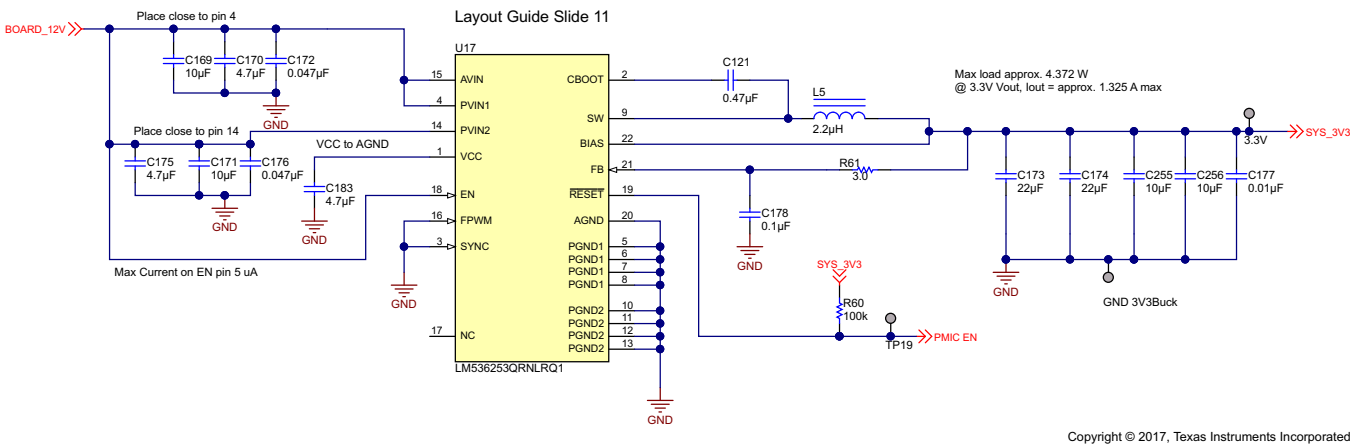 Layout Guide Slide 11
BOARD_12V
Place close to pin 4
C169
10µF
C170
4.7µF
C172
0.047µF
GND
Place close to pin 14
C175
4.7µF
C171
10µF
C176
0.047µF
GND
VCC to AGND
C183
4.7µF
GND
Max Current on EN pin 5 uA
GND
U17
15 AVIN
4 PVIN1
14 PVIN2
1 VCC
18 EN
16 FPWM
3 SYNC
17 NC
CBOOT 2
SW 9
BIAS 22
FB 21
RESET 19
AGND 20
PGND1 5
PGND1 6
PGND1 7
PGND1 8
PGND2 10
PGND2 11
PGND2 12
PGND2 13
LM536253QRNLRQ1
GND
C121
0.47µF
L5
2.2µH
R61
3.0
C178
0.1µF
GND
SYS_3V3
R60
100k
TP19
PMIC EN
Max load approx. 4.372 W
@ 3.3V Vout, Iout = approx. 1.325 A max
3.3V
SYS_3V3
C173
22µF
C174
22µF
C255
10µF
C256
10µF
C177
0.01µF
GND
GND 3V3Buck
Copyright © 2017, Texas Instruments Incorporated